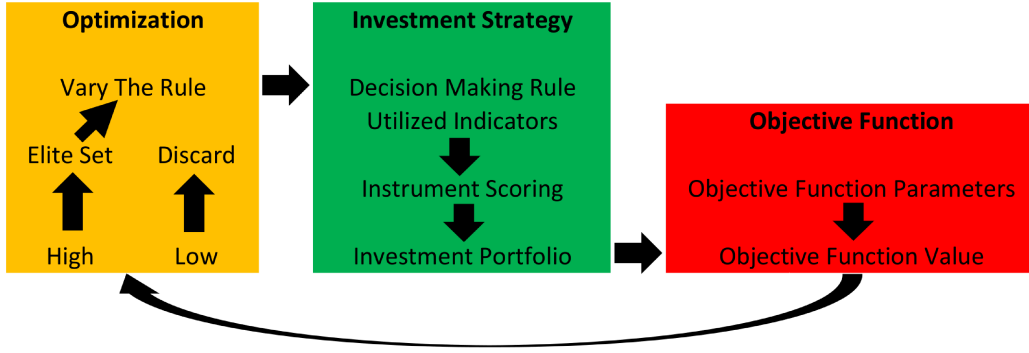 Optimization
Vary The Rule
Elite Set
Discard
High
Low
Investment Strategy
Decision Making Rule
Utilized Indicators
Instrument Scoring
Investment Portfolio
Objective Function
Objective Function Parameters
Objective Function Value